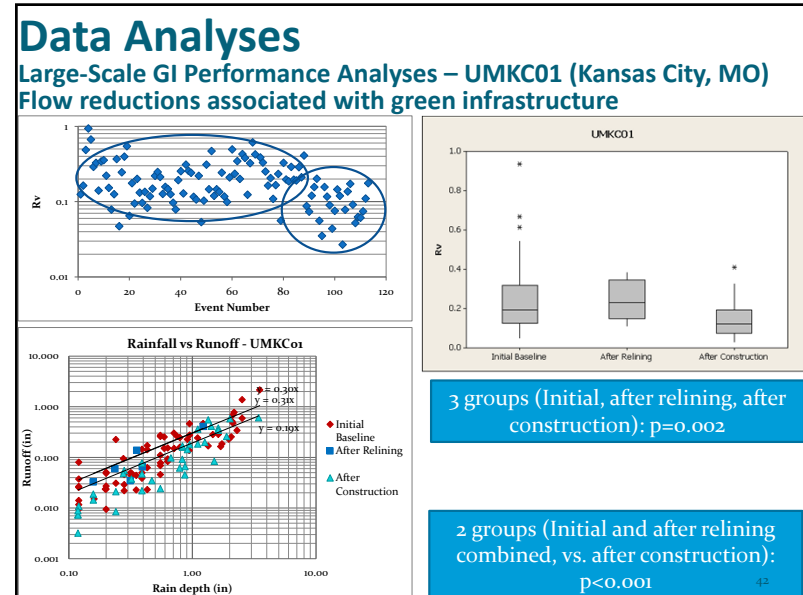 Data Analyses
Large-Scale GI Performance Analyses – UMKC01 (Kansas City, MO)
Flow reductions associated with green infrastructure
1
0.1
0.01
Rv
0 20 40 60 80 100 120
Event Number
UMKC01
1.0
0.8
0.6
0.4
0.2
0.0
Rv
Initial Baseline After Relining After Construction
Rainfall vs Runoff - UMKC01
10.000
1.000
0.100
0.010
0.001
Runoff (in)
0.10 1.00 10.00
Rain depth (in)
= 0.30x
y = 0.31x
y = 0.19x
Initial
Baseline
After Relining
After
Construction
3 groups (Initial, after relining, after
construction): p=0.002
2 groups (Initial and after relining
combined, vs. after construction):
p<0.001
42